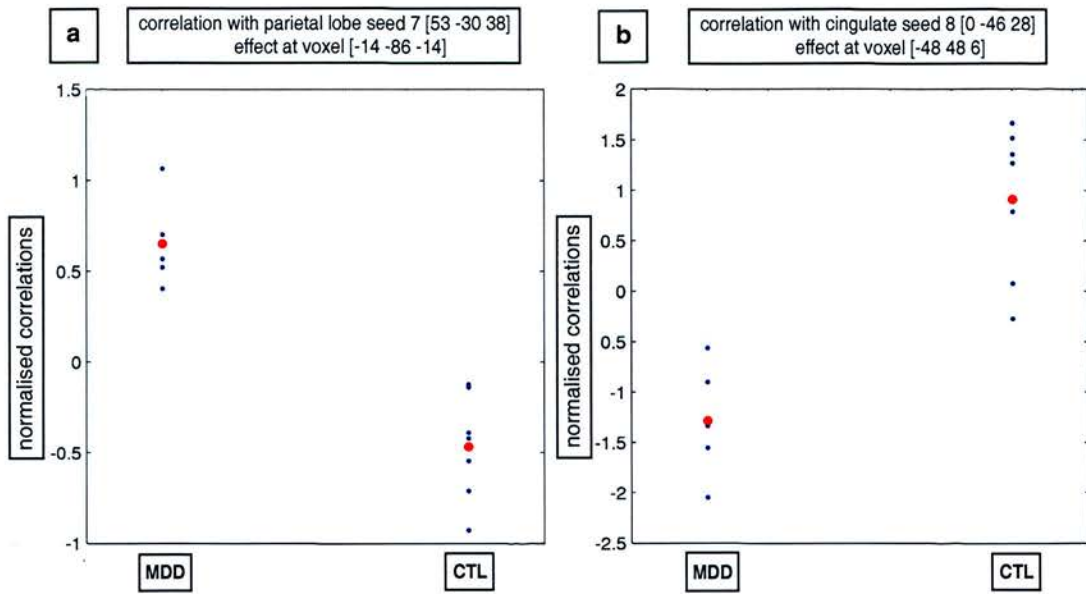 a
correlation with parietal lobe seed 7 [53 -30 38]
effect at voxel [-14 -86 -14]
1.5
1
0.5
0
-0.5
-1
normalised correlations
MDD
CTL
b
correlation with cingulate seed 8 [0 -46 28]
effect at voxel [-48 48 6]
2
1.5
1
0.5
0
0.5
-1
-1.5
-2
-2.5
normalised correlations
MDD
CTL